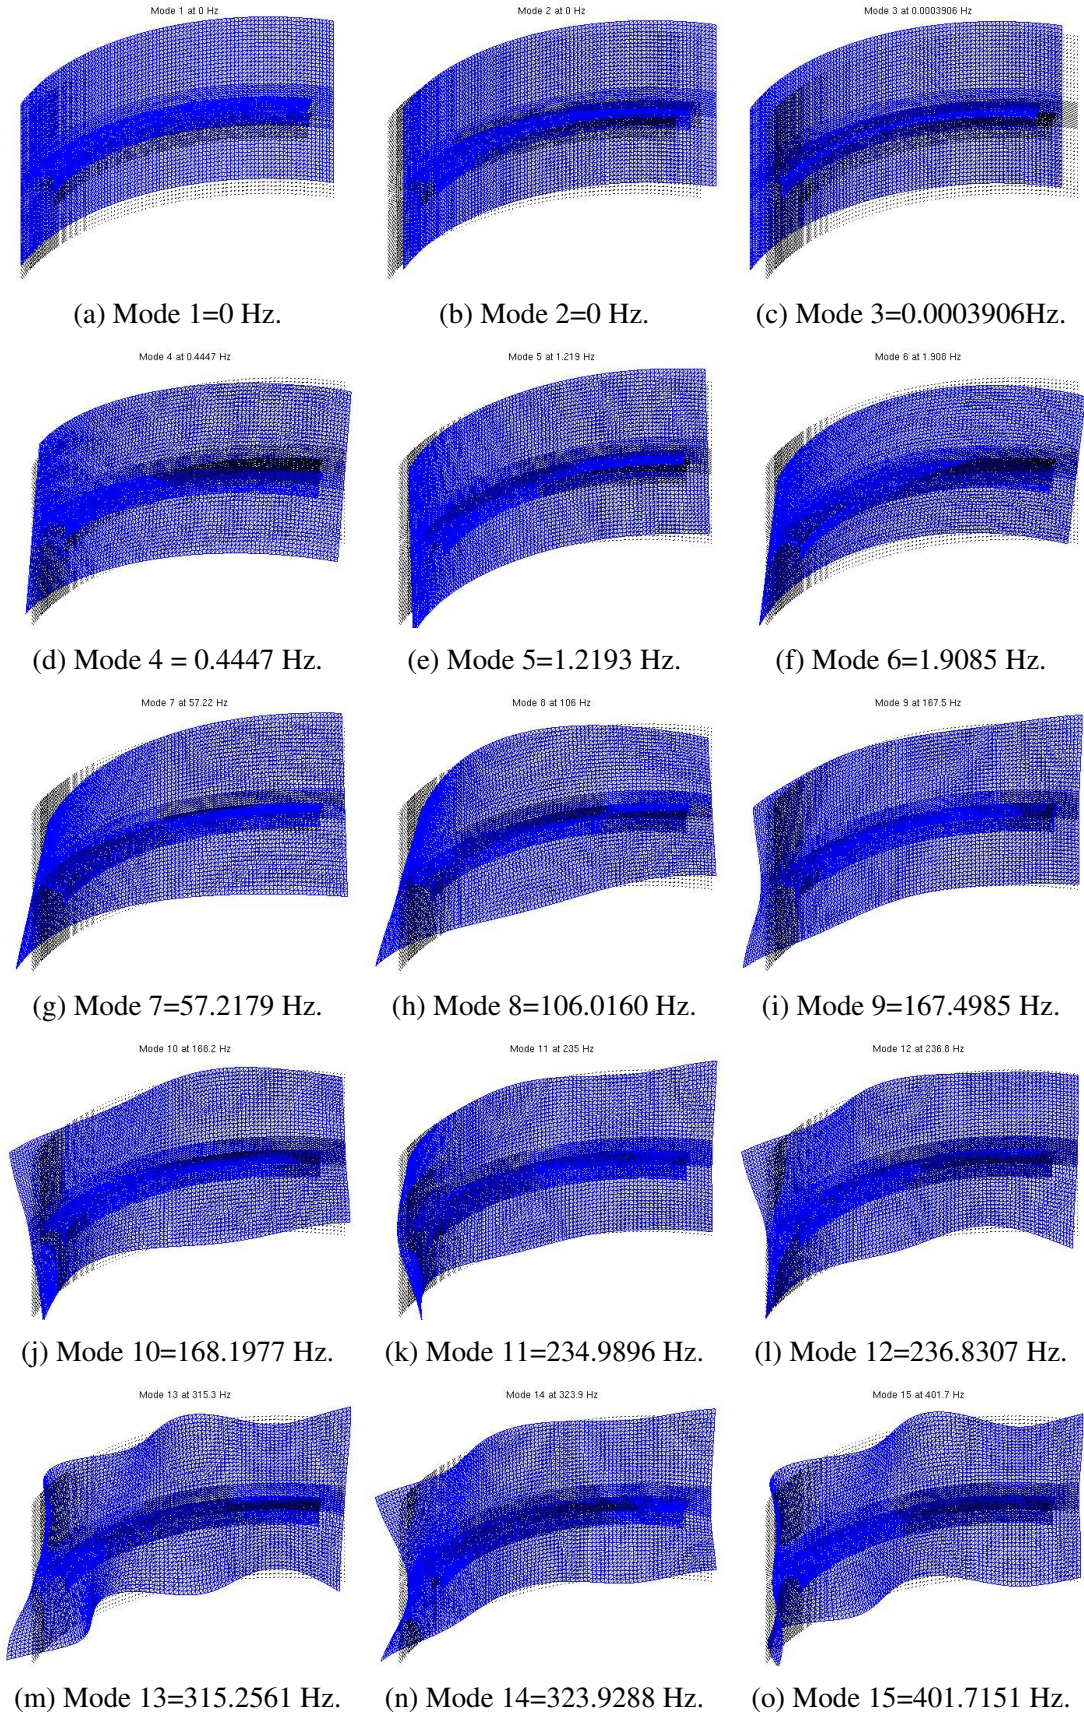 Mode 1 at 0 Hz
Mode 2 at 0 Hz
Mode 3 at 0.0003906 Hz
(a) Mode 1=0 Hz.
(b) Mode 2=0 Hz.
(c) Mode 3=0.0003906Hz.
Mode 4 at 0.4447 Hz
Mode 5 at 1.219 Hz
Mode 6 at 1.908 Hz
(d) Mode 4 = 0.4447 Hz.
(e) Mode 5=1.2193 Hz.
(f) Mode 6=1.9085 Hz.
Mode 7 at 57.22 Hz
Mode 8 at 106 Hz
Mode 9 at 167.5 Hz
(g) Mode 7=57.2179 Hz.
(h) Mode 8=106.0160 Hz.
(i) Mode 9=167.4985 Hz.
Mode 10 at 168.2 Hz
Mode 11 at 235 Hz
Mode 12 at 236.8 Hz
(j) Mode 10=168.1977 Hz.
(k) Mode 11=234.9896 Hz.
(l) Mode 12=236.8307 Hz.
Mode 13 at 315.3 Hz
Mode 14 at 323.9 Hz
Mode 15 at 401.7 Hz
(m) Mode 13=315.2561 Hz.
(n) Mode 14=323.9288 Hz.
(o) Mode 15=401.7151 Hz.